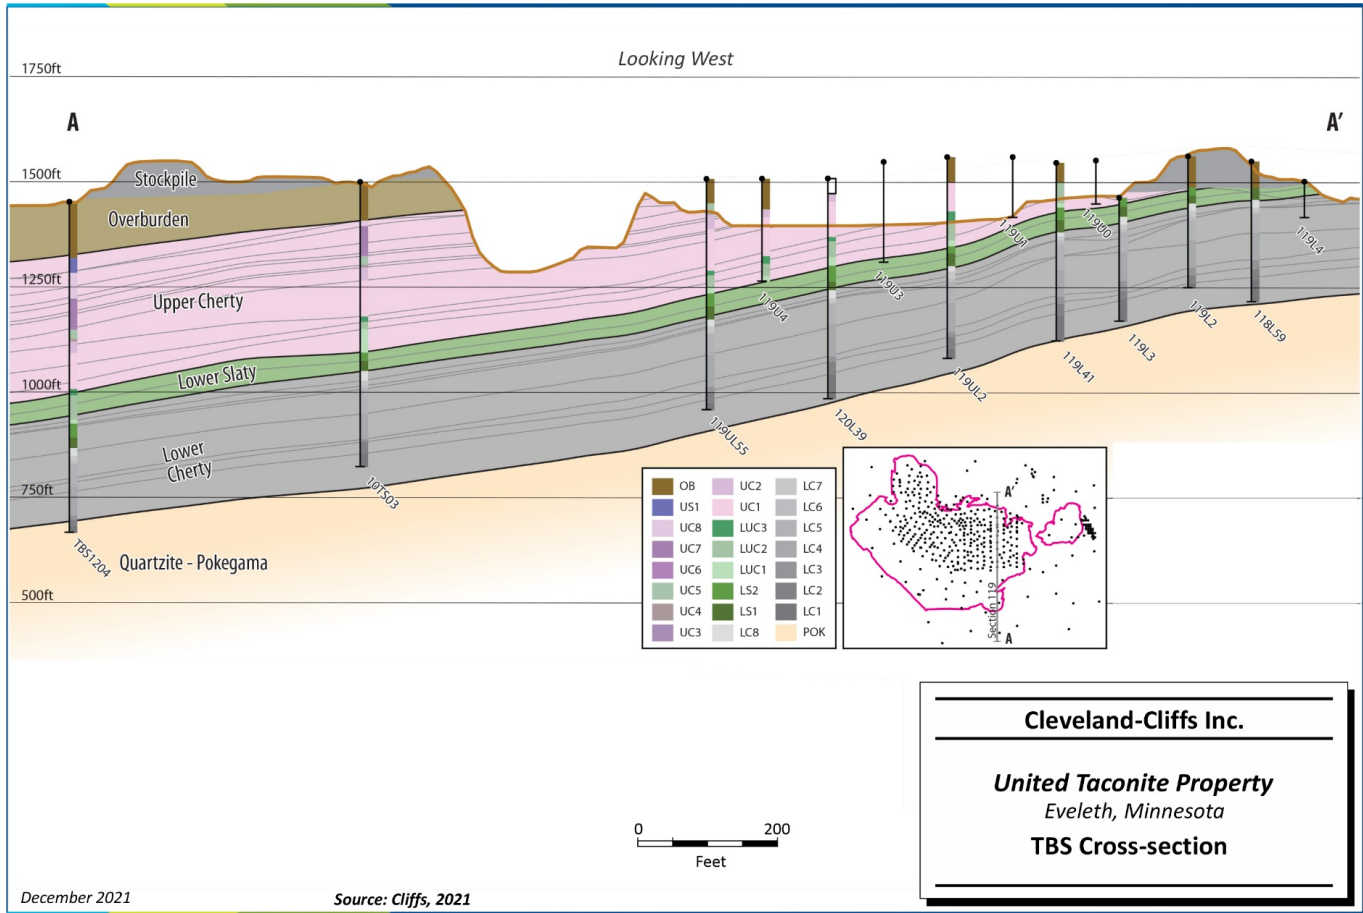 Looking West
1750ft
A
A’
1500ft
Stockpile
Overburden
119U1
119U0
119L4
1250ft
Upper Cherty
119U3
119U4
119L2
118L59
119L3
119L41
1000ft
Lower Slaty
119UL2
120L39
119UL55
Lower
Cherty
750ft
10TS03
TBS1204
Quartzite - Pokegama
500ft
OB UC2 LC7
US1 UC1 LC6
UC8 LUC3 LC5
UC7 LUC2 LC4
UC6 LUC1 LC3
UC5 LS2 LC2
UC4 LS1 LC1
UC3 LC8 POK
A'
Section 119
A
Cleveland-Cliffs Inc.
United Taconite Property
Eveleth, Minnesota
TBS Cross-section
0 200
Feet
December 2021
Source: Cliffs, 2021